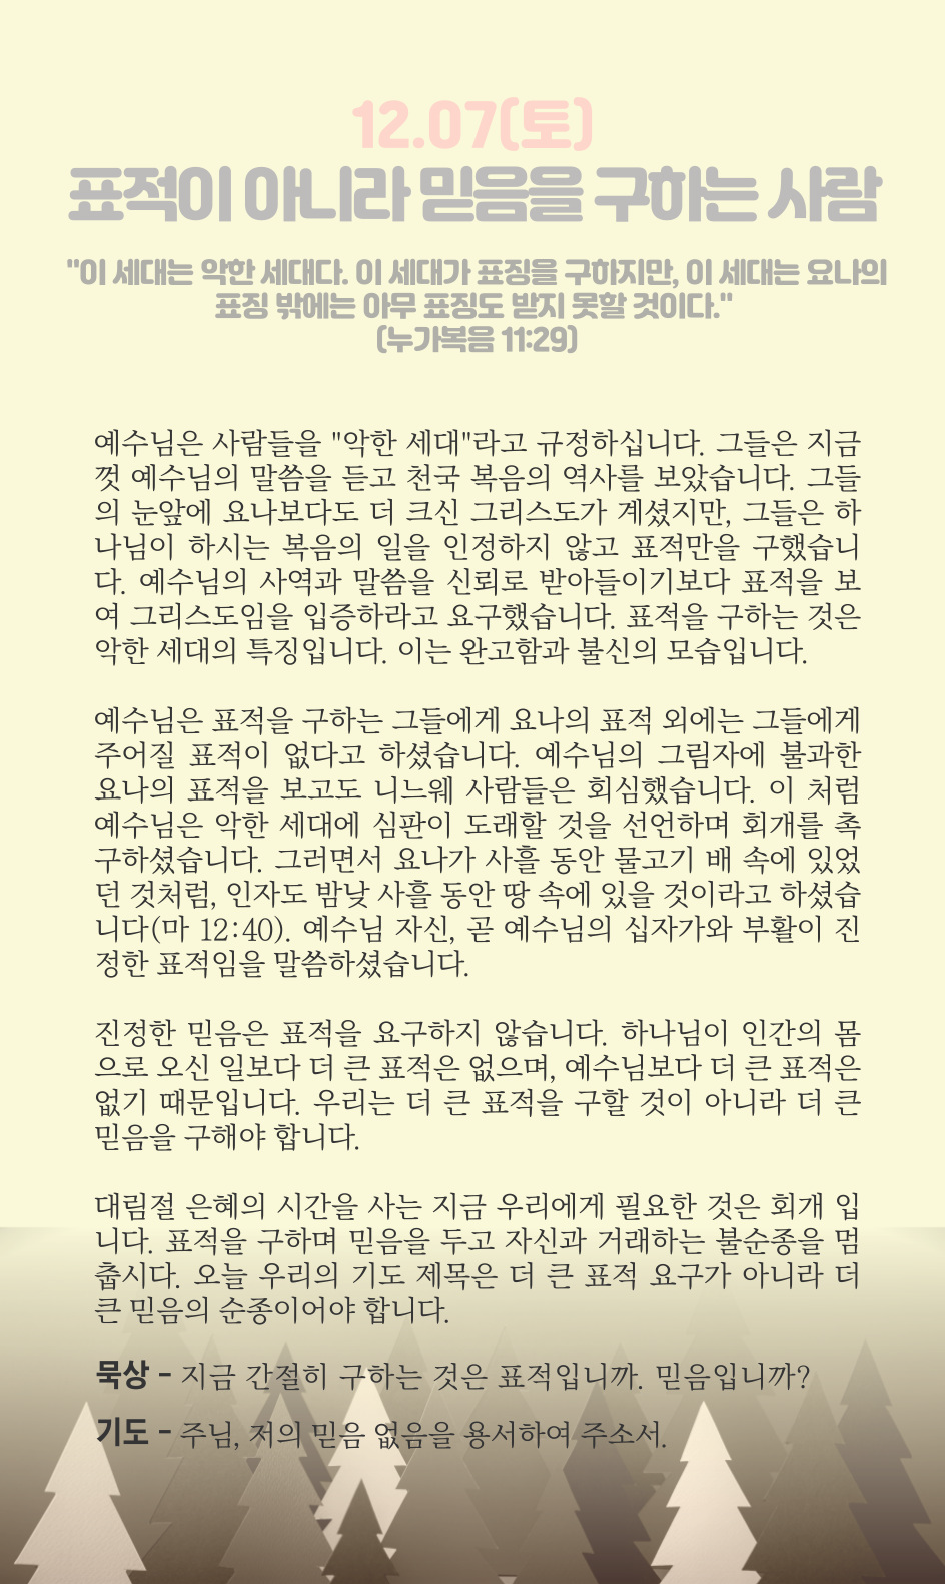 12.07(토)
표적이 아니라 믿음을 구하는 사람
"이 세대는 악한 세대다. 이 세대가 표징을 구하지만, 이 세대는 요나의
표징 밖에는 아무 표징도 받지 못할 것이다."
(누가복음 11:29)
예수님은 사람들을 "악한 세대"라고 규정하십니다. 그들은 지금
껏 예수님의 말씀을 듣고 천국 복음의 역사를 보았습니다. 그들
의 눈앞에 요나보다도 더 크신 그리스도가 계셨지만, 그들은 하
나님이 하시는 복음의 일을 인정하지 않고 표적만을 구했습니
다. 예수님의 사역과 말씀을 신뢰로 받아들이기보다 표적을 보
여 그리스도임을 입증하라고 요구했습니다. 표적을 구하는 것은
악한 세대의 특징입니다. 이는 완고함과 불신의 모습입니다.
예수님은 표적을 구하는 그들에게 요나의 표적 외에는 그들에게
주어질 표적이 없다고 하셨습니다. 예수님의 그림자에 불과한
요나의 표적을 보고도 니느웨 사람들은 회심했습니다. 이 처럼
예수님은 악한 세대에 심판이 도래할 것을 선언하며 회개를 촉
구하셨습니다. 그러면서 요나가 사흘 동안 물고기 배 속에 있었
던 것처럼, 인자도 밤낮 사흘 동안 땅 속에 있을 것이라고 하셨습
니다(마 12:40). 예수님 자신, 곧 예수님의 십자가와 부활이 진
정한 표적임을 말씀하셨습니다.
진정한 믿음은 표적을 요구하지 않습니다. 하나님이 인간의 몸
으로 오신 일보다 더 큰 표적은 없으며, 예수님보다 더 큰 표적은
없기 때문입니다. 우리는 더 큰 표적을 구할 것이 아니라 더 큰
믿음을 구해야 합니다.
대림절 은혜의 시간을 사는 지금 우리에게 필요한 것은 회개 입
니다. 표적을 구하며 믿음을 두고 자신과 거래하는 불순종을 멈
춥시다. 오늘 우리의 기도 제목은 더 큰 표적 요구가 아니라 더
큰 믿음의 순종이어야 합니다.
묵상 - 지금 간절히 구하는 것은 표적입니까. 믿음입니까?
기도 - 주님, 저의 믿음 없음을 용서하여 주소서.